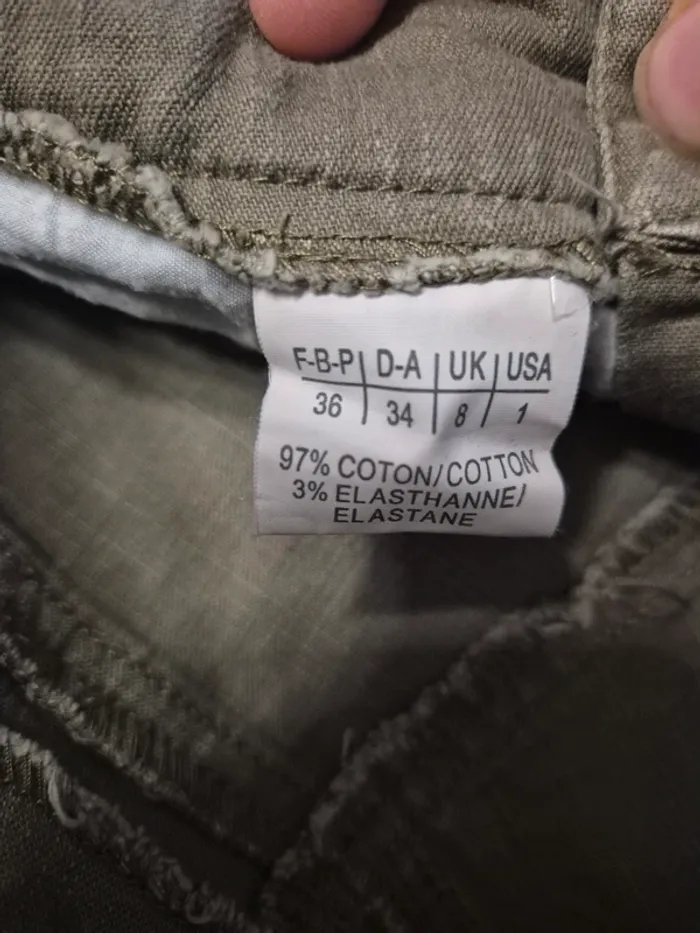 F-B-P | D-A | UK | USA
36 | 34 | 8 | 1
97% COTON/COTTON
3% ELASTHANNE/
ELASTANE